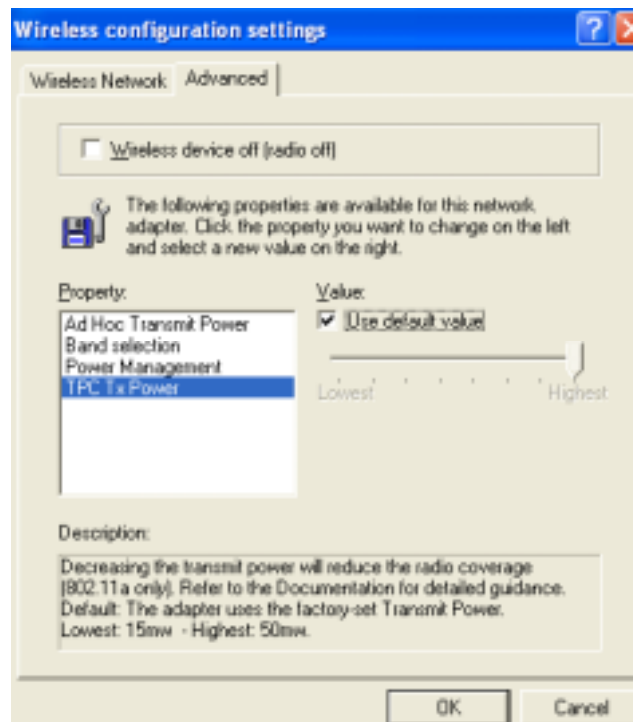 Wireless configuration settings
Wireless Network Advanced
Wireless device off (radio off)
The following properties are available for this network
adapter. Click the property you want to change on the left
and select a new value on the right.
Property:
Ad Hoc Transmit Power
Band selection
Power Management
TPC Tx Power
Value:
Use default value
Lowest Highest
Description:
Decreasing the transmit power will reduce the radio coverage
(802.11a only). Refer to the Documentation for detailed guidance.
Default: The adapter uses the factory-set Transmit Power.
Lowest: 15mw - Highest: 50mw.
OK Cancel